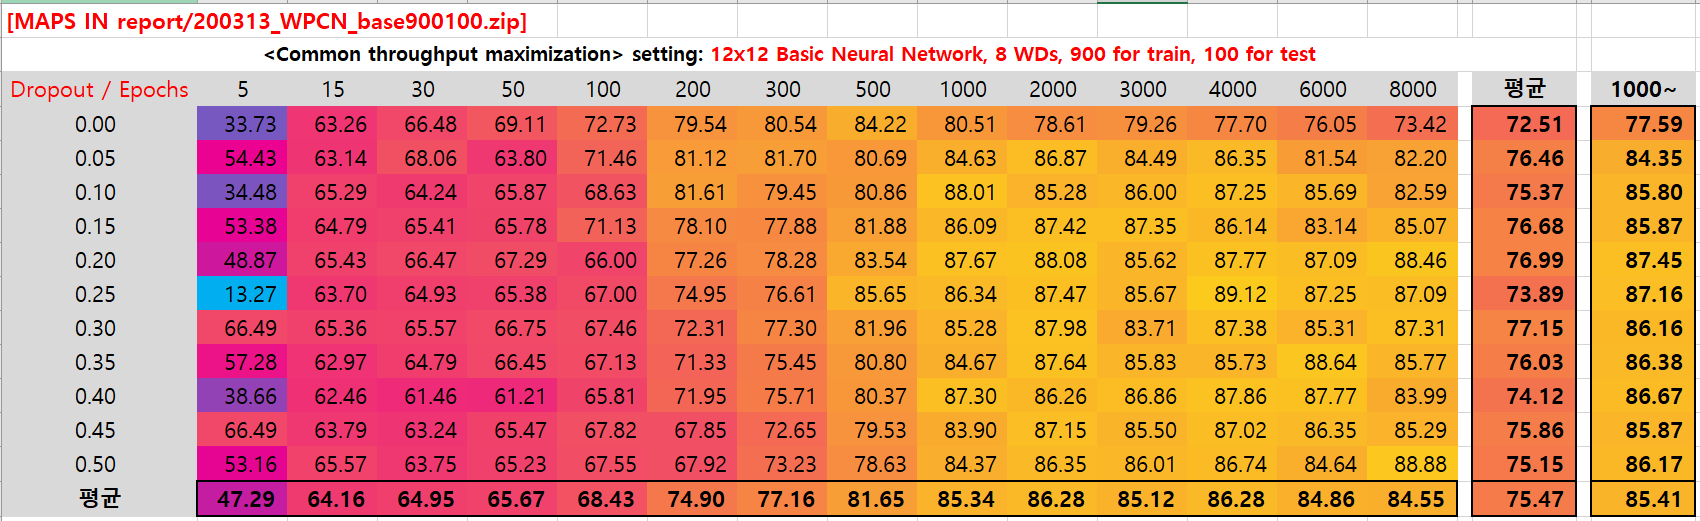 [MAPS IN report/200313_WPCN_base900100.zip]
<Common throughput maximization> setting: 12x12 Basic Neural Network, 8 WDs, 900 for train, 100 for test
Dropout / Epochs 5 15 30 50 100 200 300 500 1000 2000 3000 4000 6000 8000 평균 1000~
0.00 33.73 63.26 66.48 69.11 72.73 79.54 80.54 84.22 80.51 78.61 79.26 77.70 76.05 73.42 72.51 77.59
0.05 54.43 63.14 68.06 63.80 71.46 81.12 81.70 80.69 84.63 86.87 84.49 86.35 81.54 82.20 76.46 84.35
0.10 34.48 65.29 64.24 65.87 68.63 81.61 79.45 80.86 88.01 85.28 86.00 87.25 85.69 82.59 75.37 85.80
0.15 53.38 64.79 65.41 65.78 71.13 78.10 77.88 81.88 86.09 87.42 87.35 86.14 83.14 85.07 76.68 85.87
0.20 48.87 65.43 66.47 67.29 66.00 77.26 78.28 83.54 87.67 88.08 85.62 87.77 87.09 88.46 76.99 87.45
0.25 13.27 63.70 64.93 65.38 67.00 74.95 76.61 85.65 86.34 87.47 85.67 89.12 87.25 87.09 73.89 87.16
0.30 66.49 65.36 65.57 66.75 67.46 72.31 77.30 81.96 85.28 87.98 83.71 87.38 85.31 87.31 77.15 86.16
0.35 57.28 62.97 64.79 66.45 67.13 71.33 75.45 80.80 84.67 87.64 85.83 85.73 88.64 85.77 76.03 86.38
0.40 38.66 62.46 61.46 61.21 65.81 71.95 75.71 80.37 87.30 86.26 86.86 87.86 87.77 83.99 74.12 86.67
0.45 66.49 63.79 63.24 65.47 67.82 67.85 72.65 79.53 83.90 87.15 85.50 87.02 86.35 85.29 75.86 85.87
0.50 53.16 65.57 63.75 65.23 67.55 67.92 73.23 78.63 84.37 86.35 86.01 86.74 84.64 88.88 75.15 86.17
평균 47.29 64.16 64.95 65.67 68.43 74.90 77.16 81.65 85.34 86.28 85.12 86.28 84.86 84.55 75.47 85.41